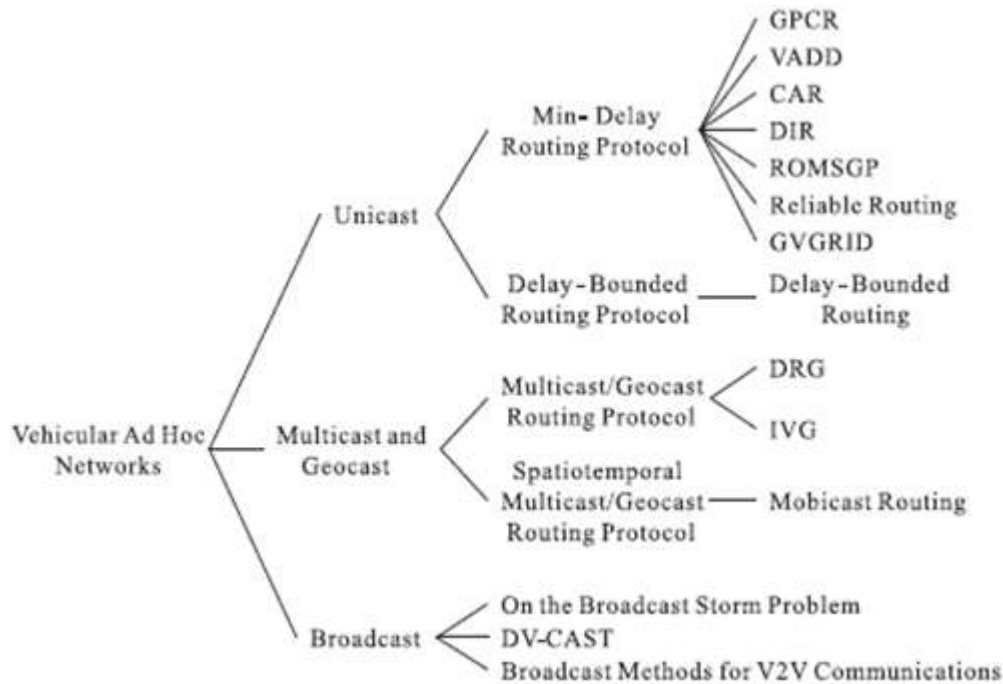 GPCR
VADD
CAR
DIR
ROMSGP
Reliable Routing
GVGRID
Min- Delay
Routing Protocol
Unicast
Delay-Bounded
Routing Protocol
Delay-Bounded
Routing
Vehicular Ad Hoc
Networks
Multicast and
Geocast
Multicast/Geocast
Routing Protocol
DRG
IVG
Spatiotemporal
Multicast/Geocast
Routing Protocol
Mobicast Routing
Broadcast
On the Broadcast Storm Problem
DV-CAST
Broadcast Methods for V2V Communications